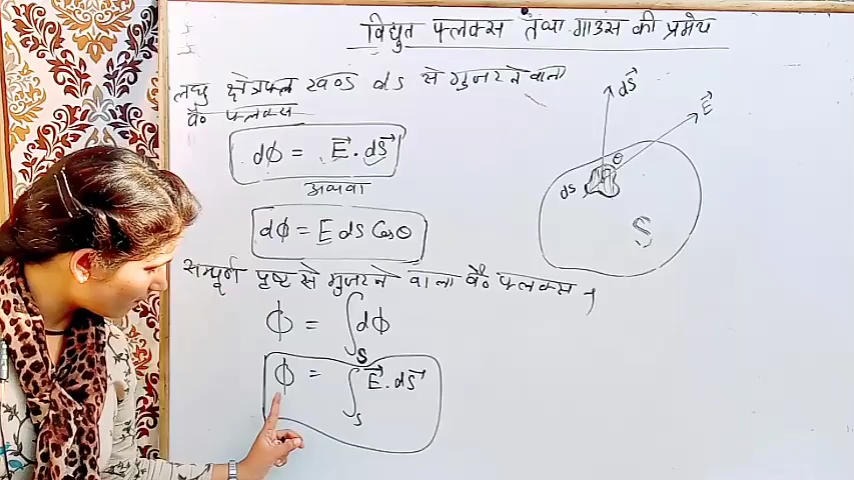 विद्युत फ्लक्स तथा गाउस की प्रमेय
लघु क्षेत्रफल खण्ड ds से गुजरने वाला
वै० फ्लक्स
dϕ = E⃗ . dS⃗
अथवा
dϕ = E ds Cosθ
सम्पूर्ण पृष्ट से गुजरने वाला वै० फ्लक्स,
ϕ = ∫S dϕ
ϕ = ∫S E⃗ . dS⃗
dS⃗
E⃗
θ
ds
S